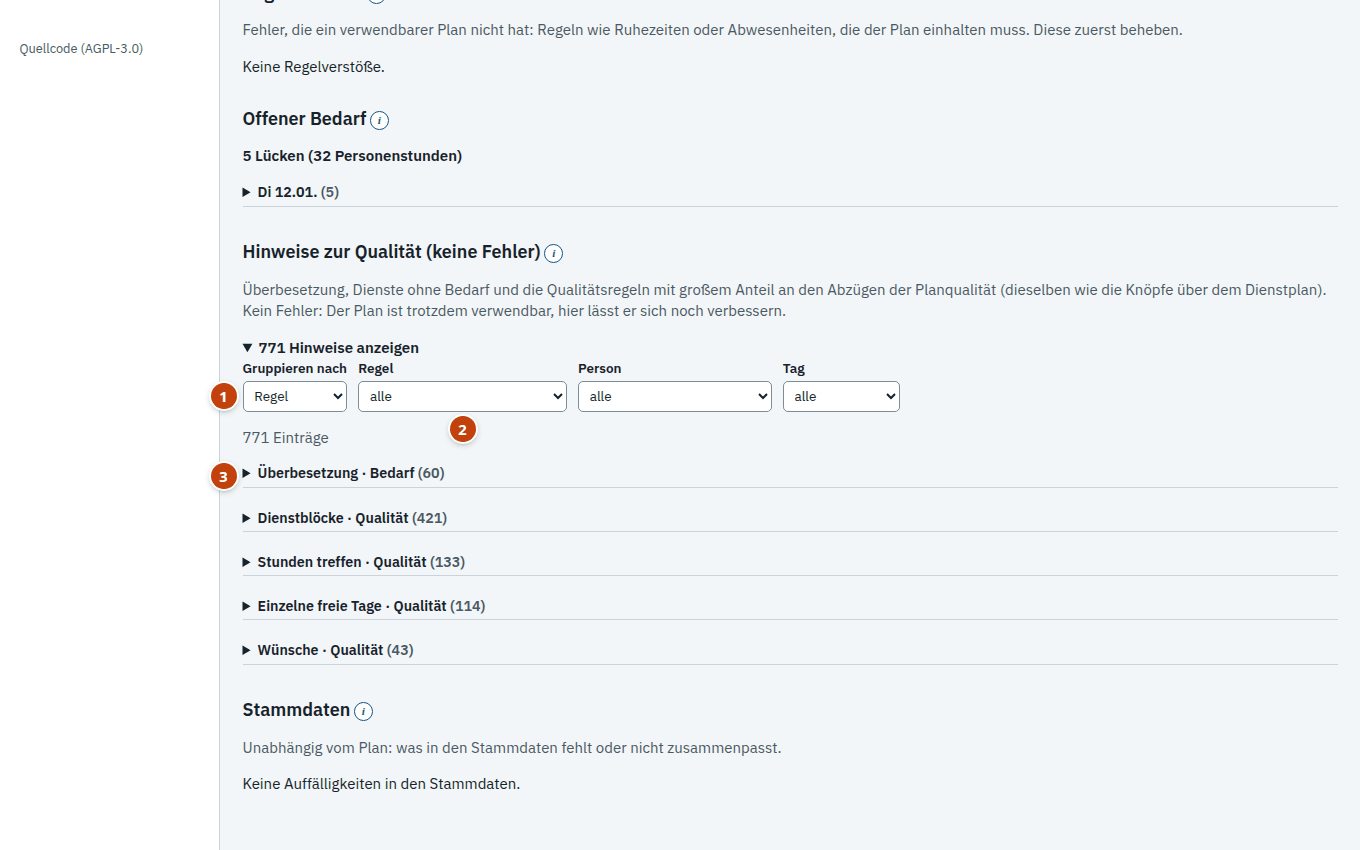 Fehler, die ein verwendbarer Plan nicht hat: Regeln wie Ruhezeiten oder Abwesenheiten, die der Plan einhalten muss. Diese zuerst beheben.
Quellcode (AGPL-3.0)
Keine Regelverstöße.
Offener Bedarf i
5 Lücken (32 Personenstunden)
Di 12.01. (5)
Hinweise zur Qualität (keine Fehler) i
Überbesetzung, Dienste ohne Bedarf und die Qualitätsregeln mit großem Anteil an den Abzügen der Planqualität (dieselben wie die Knöpfe über dem Dienstplan).
Kein Fehler: Der Plan ist trotzdem verwendbar, hier lässt er sich noch verbessern.
771 Hinweise anzeigen
Gruppieren nach Regel Person Tag
1 Regel alle alle alle
2
771 Einträge
3 Überbesetzung · Bedarf (60)
Dienstblöcke · Qualität (421)
Stunden treffen · Qualität (133)
Einzelne freie Tage · Qualität (114)
Wünsche · Qualität (43)
Stammdaten i
Unabhängig vom Plan: was in den Stammdaten fehlt oder nicht zusammenpasst.
Keine Auffälligkeiten in den Stammdaten.